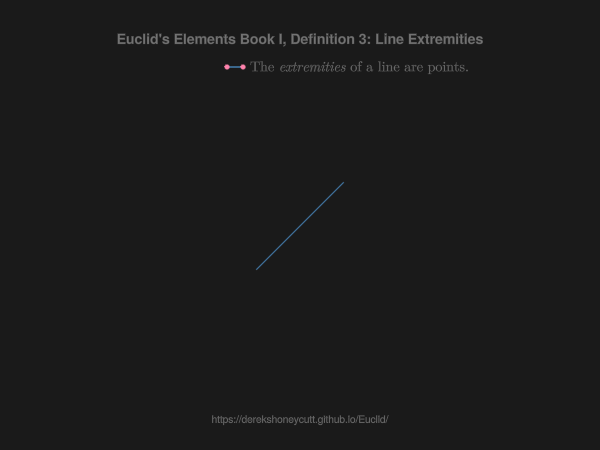 Euclid's Elements Book I, Definition 3: Line Extremities
The extremities of a line are points.
https://derekshoneycutt.github.io/Euclid/